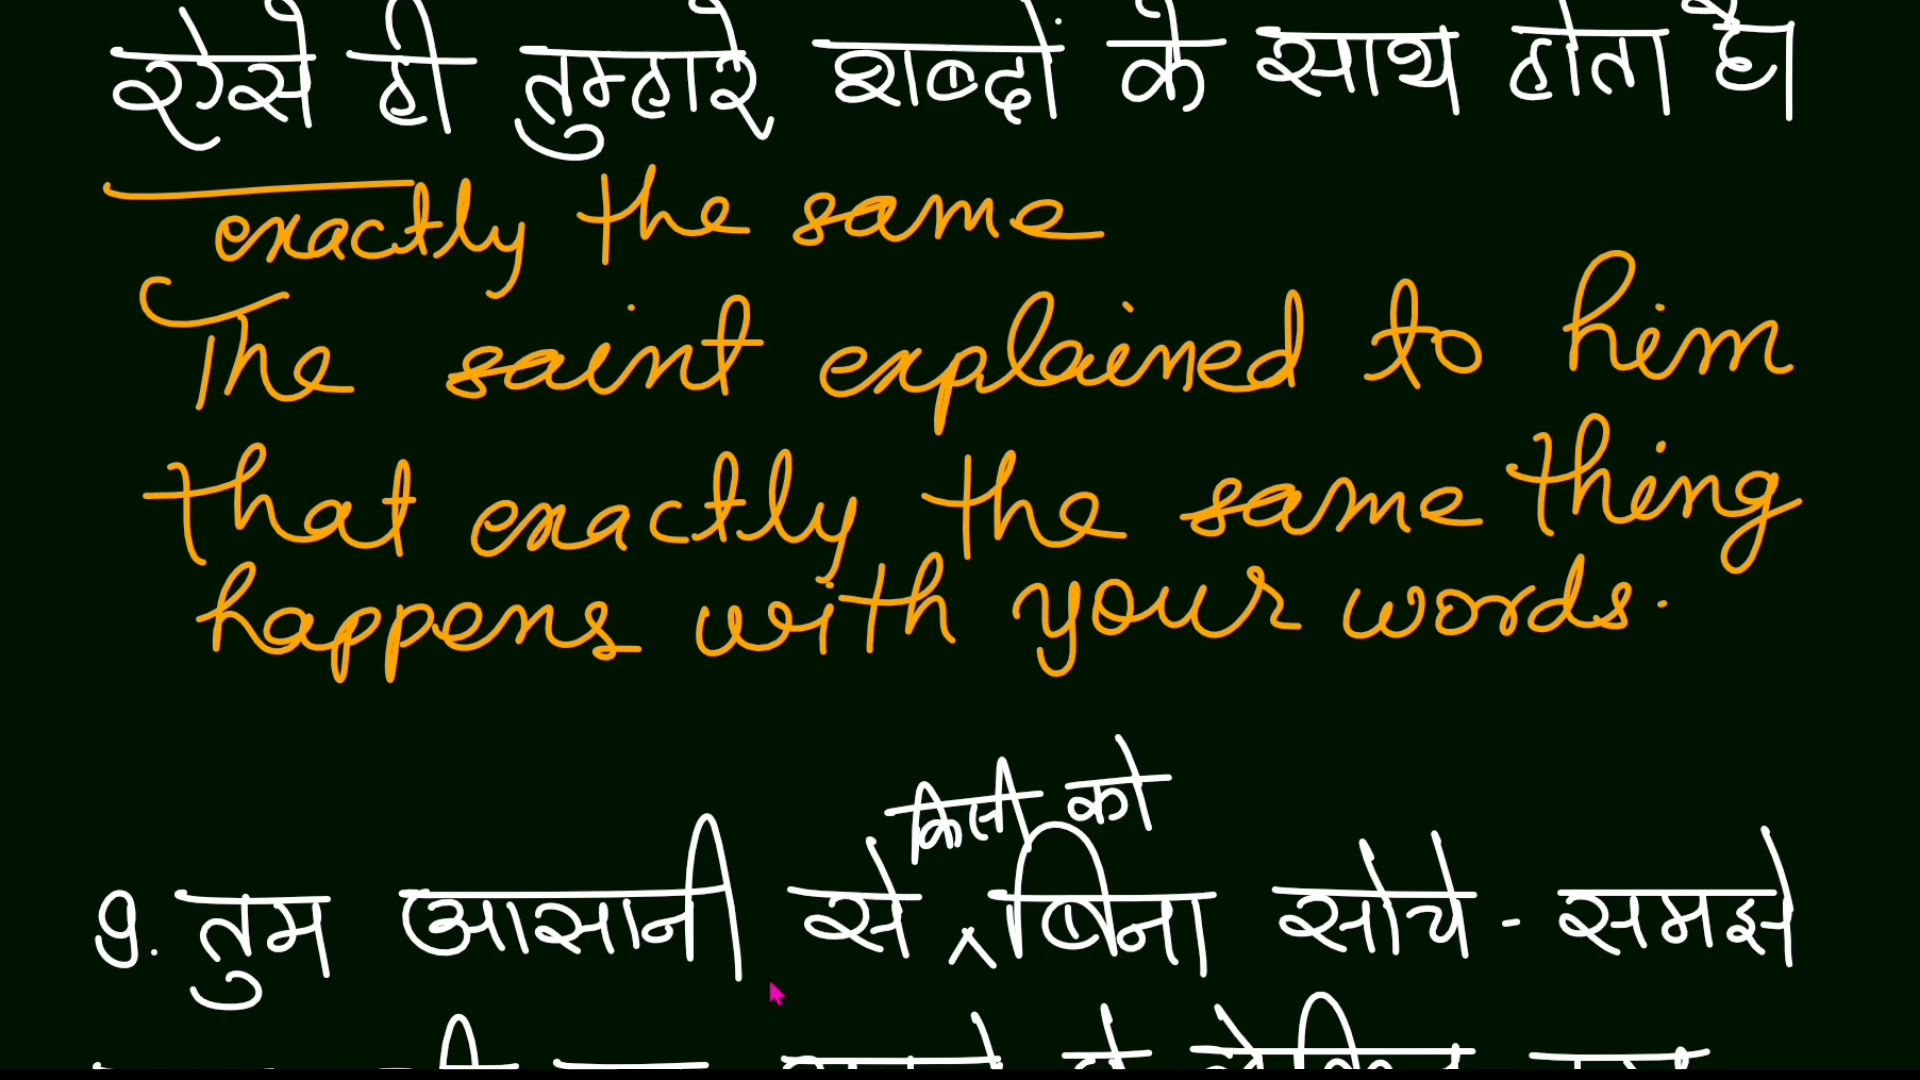 ऐसे ही तुम्हारे शब्दों के साथ होता है।
exactly the same
The saint explained to him
that exactly the same thing
happens with your words.
किसी को
9. तुम आसानी से ^ बिना सोचे - समझे